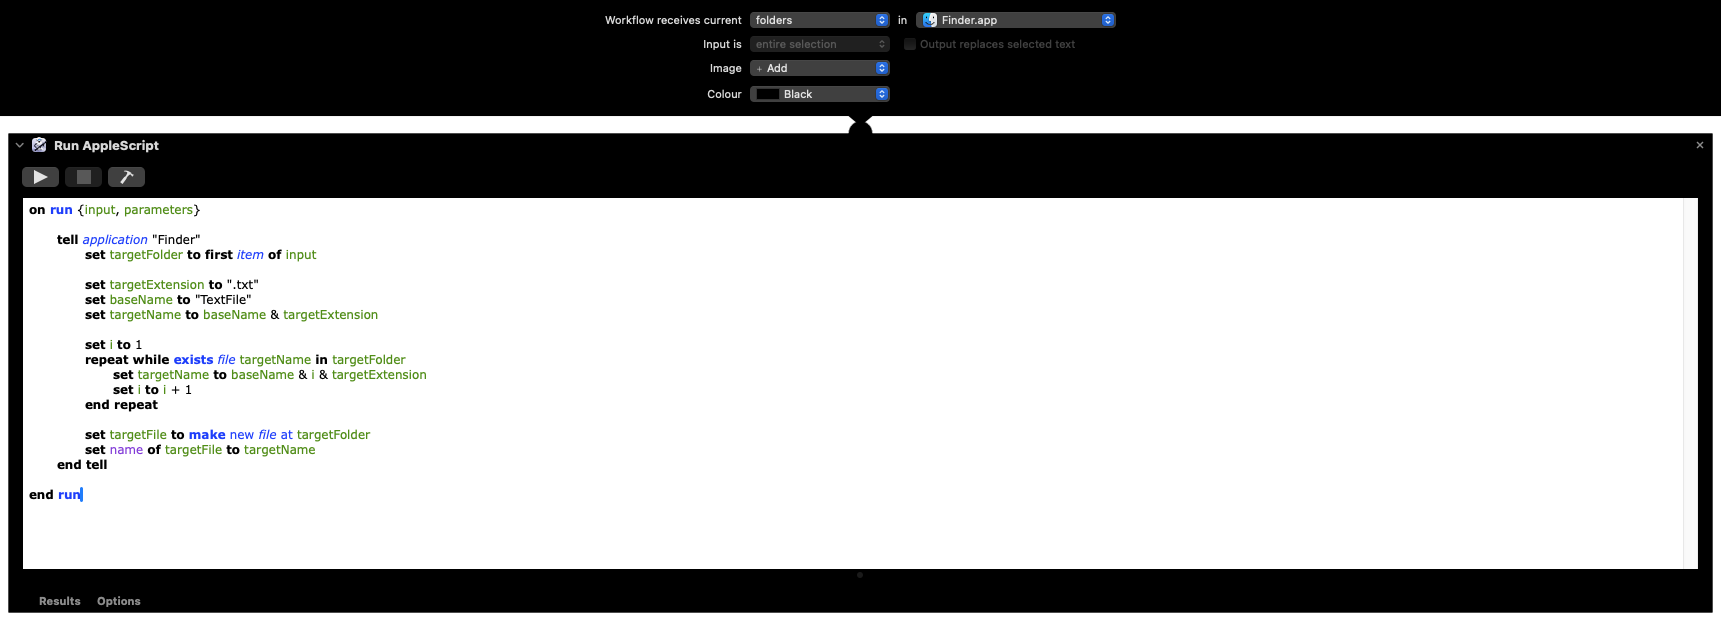 Workflow receives current folders in Finder.app
Input is entire selection Output replaces selected text
Image + Add
Colour Black
Run AppleScript
on run {input, parameters}
tell application "Finder"
set targetFolder to first item of input
set targetExtension to ".txt"
set baseName to "TextFile"
set targetName to baseName & targetExtension
set i to 1
repeat while exists file targetName in targetFolder
set targetName to baseName & i & targetExtension
set i to i + 1
end repeat
set targetFile to make new file at targetFolder
set name of targetFile to targetName
end tell
end run
Results Options